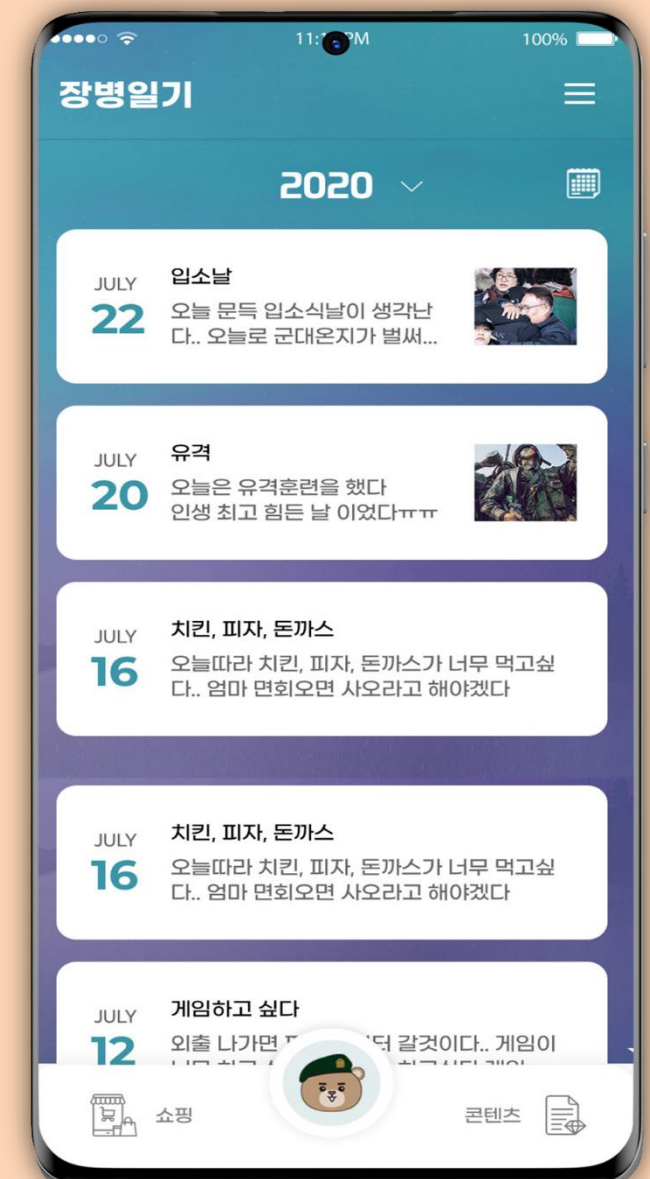 PM
100%
장병일기
2020
JULY
22
입소날
오늘 문득 입소식날이 생각난
다.. 오늘로 군대온지가 벌써...
JULY
20
유격
오늘은 유격훈련을 했다
인생 최고 힘든 날 이었다ㅠㅠ
JULY
16
치킨, 피자, 돈까스
오늘따라 치킨, 피자, 돈까스가 너무 먹고싶
다.. 엄마 면회오면 사오라고 해야겠다
JULY
16
치킨, 피자, 돈까스
오늘따라 치킨, 피자, 돈까스가 너무 먹고싶
다.. 엄마 면회오면 사오라고 해야겠다
JULY
12
게임하고 싶다
외출 나가면 갈것이다.. 게임이
쇼핑
콘텐츠